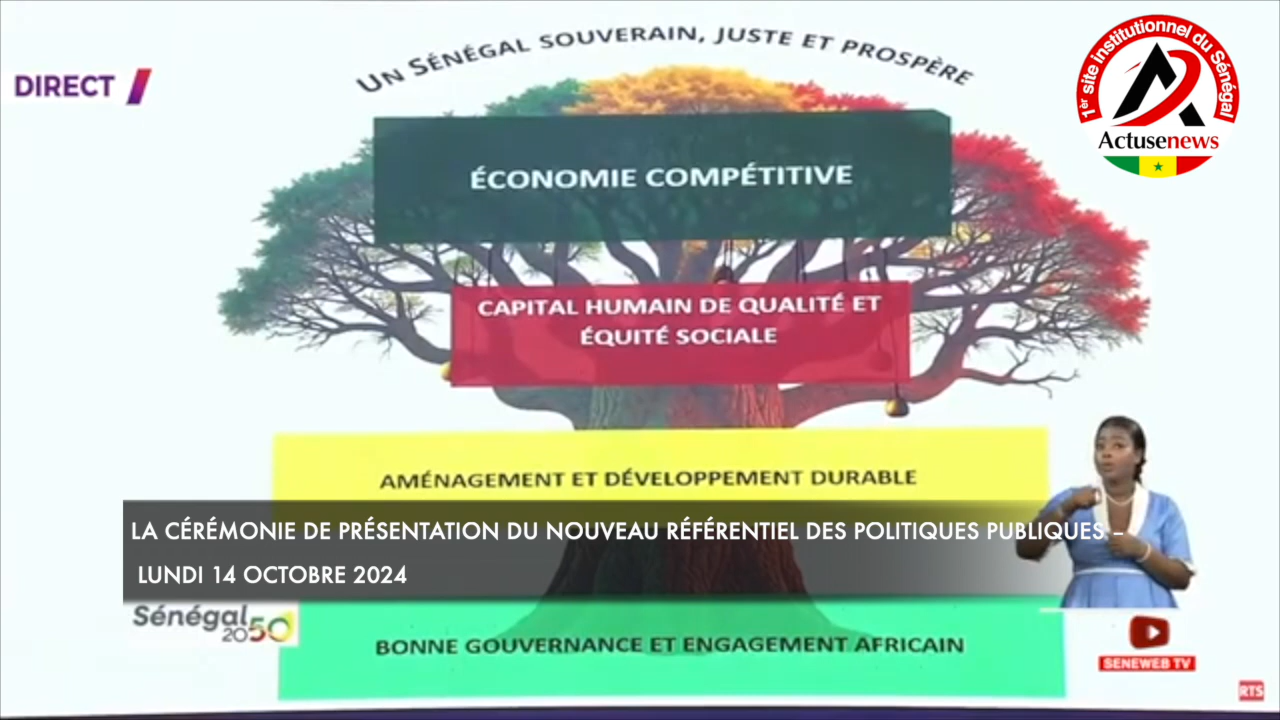 UN SÉNÉGAL SOUVERAIN, JUSTE ET PROSPÈRE
DIRECT
1er site institutionnel du Sénégal
Actusenews
ÉCONOMIE COMPÉTITIVE
CAPITAL HUMAIN DE QUALITÉ ET
ÉQUITÉ SOCIALE
AMÉNAGEMENT ET DÉVELOPPEMENT DURABLE
LA CÉRÉMONIE DE PRÉSENTATION DU NOUVEAU RÉFÉRENTIEL DES POLITIQUES PUBLIQUES –
LUNDI 14 OCTOBRE 2024
Sénégal
2050
BONNE GOUVERNANCE ET ENGAGEMENT AFRICAIN
SENEWEB TV
RTS